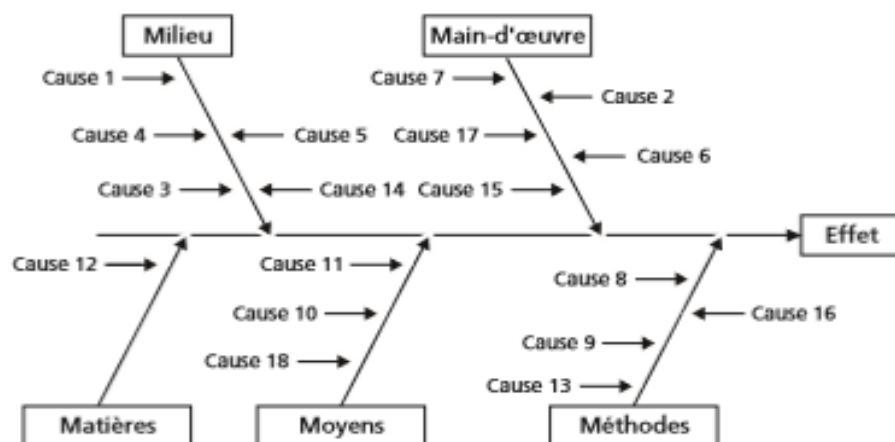 Milieu
Main-d'œuvre
Cause 1
Cause 7
Cause 2
Cause 4
Cause 5
Cause 17
Cause 6
Cause 3
Cause 14
Cause 15
Effet
Cause 12
Cause 11
Cause 8
Cause 10
Cause 16
Cause 9
Cause 18
Cause 13
Matières
Moyens
Méthodes